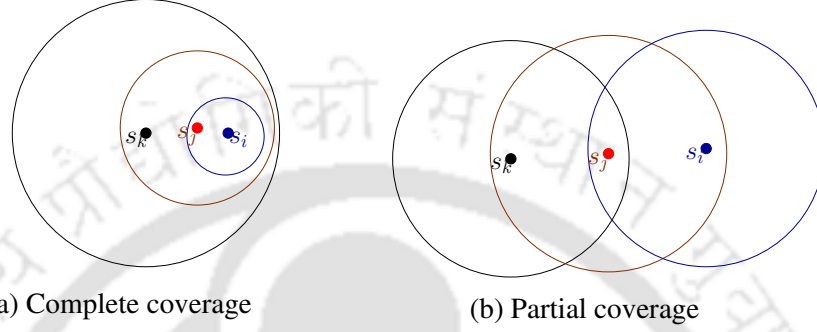 s_k s_j s_i
s_k s_j s_i
a) Complete coverage
(b) Partial coverage